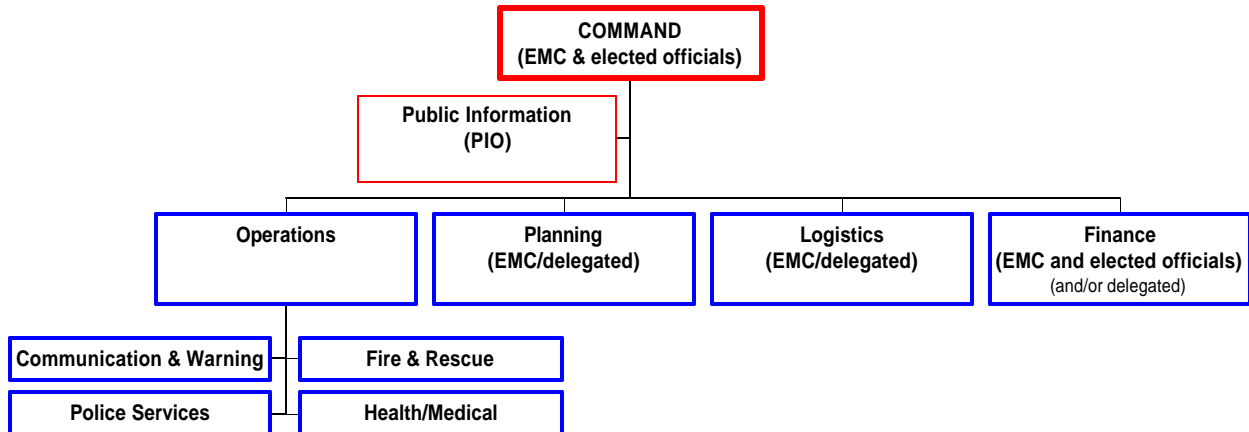 COMMAND
(EMC & elected officials)
Public Information
(PIO)
Operations
Planning
(EMC/delegated)
Logistics
(EMC/delegated)
Finance
(EMC and elected officials)
(and/or delegated)
Communication & Warning
Fire & Rescue
Police Services
Health/Medical